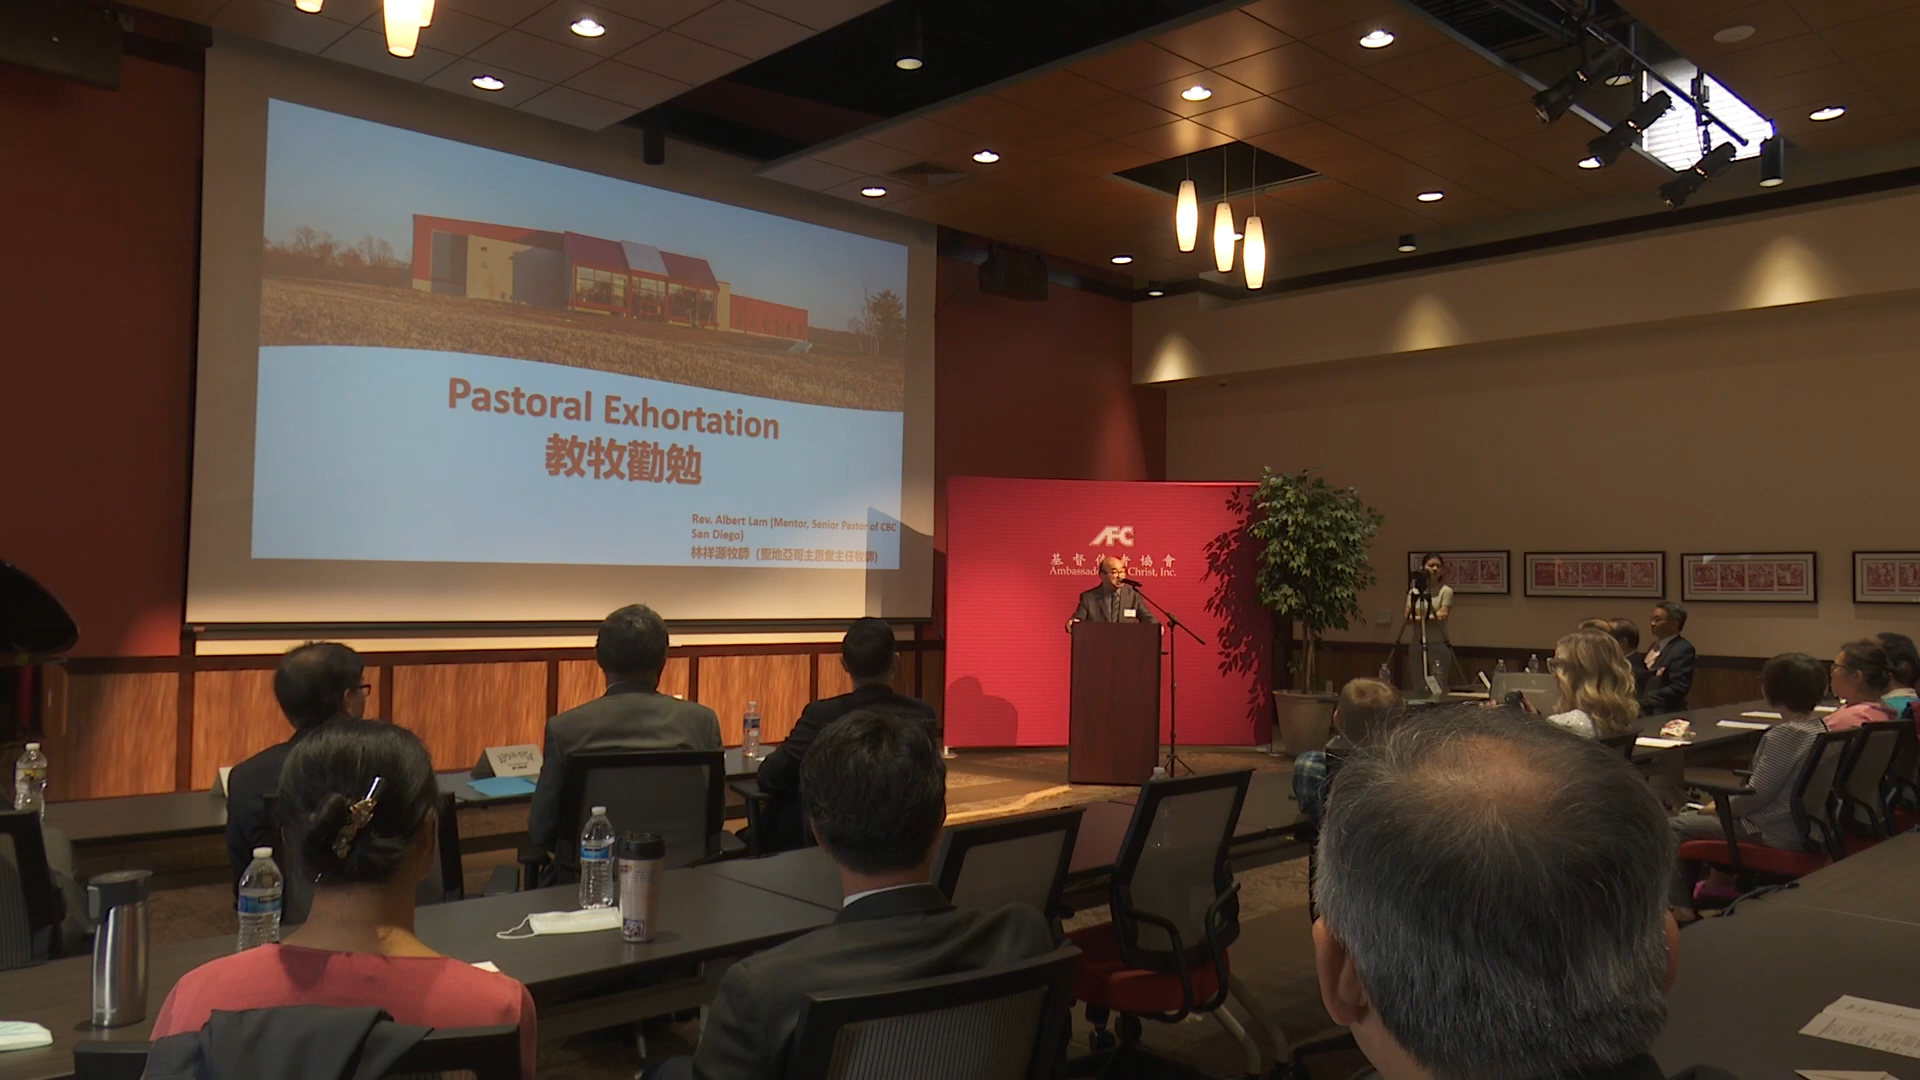 Pastoral Exhortation
教牧勸勉
Rev. Albert Lam (Mentor, Senior Pastor of CBC
San Diego)
林祥源牧師（聖地亞哥主恩堂主任牧師）
AFC
基督使者協會
Ambassadors Christ, Inc.